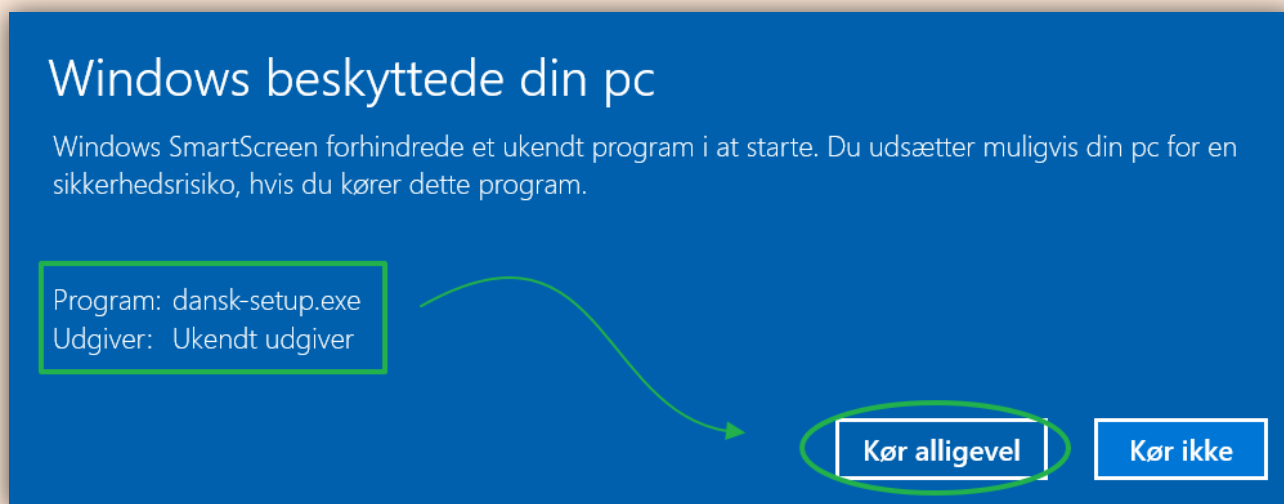 Windows beskyttede din pc
Windows SmartScreen forhindrede et ukendt program i at starte. Du udsætter muligvis din pc for en
sikkerhedsrisiko, hvis du kører dette program.
Program: dansk-setup.exe
Udgiver: Ukendt udgiver
Kør alligevel
Kør ikke